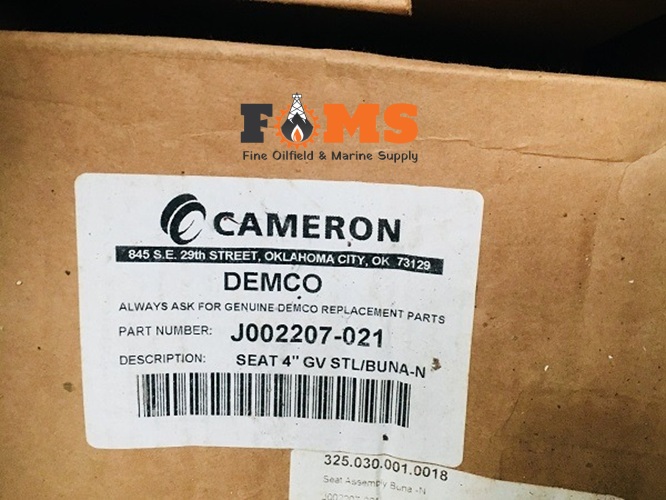 FOMS
Fine Oilfield & Marine Supply
CAMERON
845 S.E. 29th STREET, OKLAHOMA CITY, OK 73129
DEMCO
ALWAYS ASK FOR GENUINE DEMCO REPLACEMENT PARTS
PART NUMBER: J002207-021
DESCRIPTION: SEAT 4" GV STL/BUNA-N
325.030.001.0018
Seat Assembly Buna -N